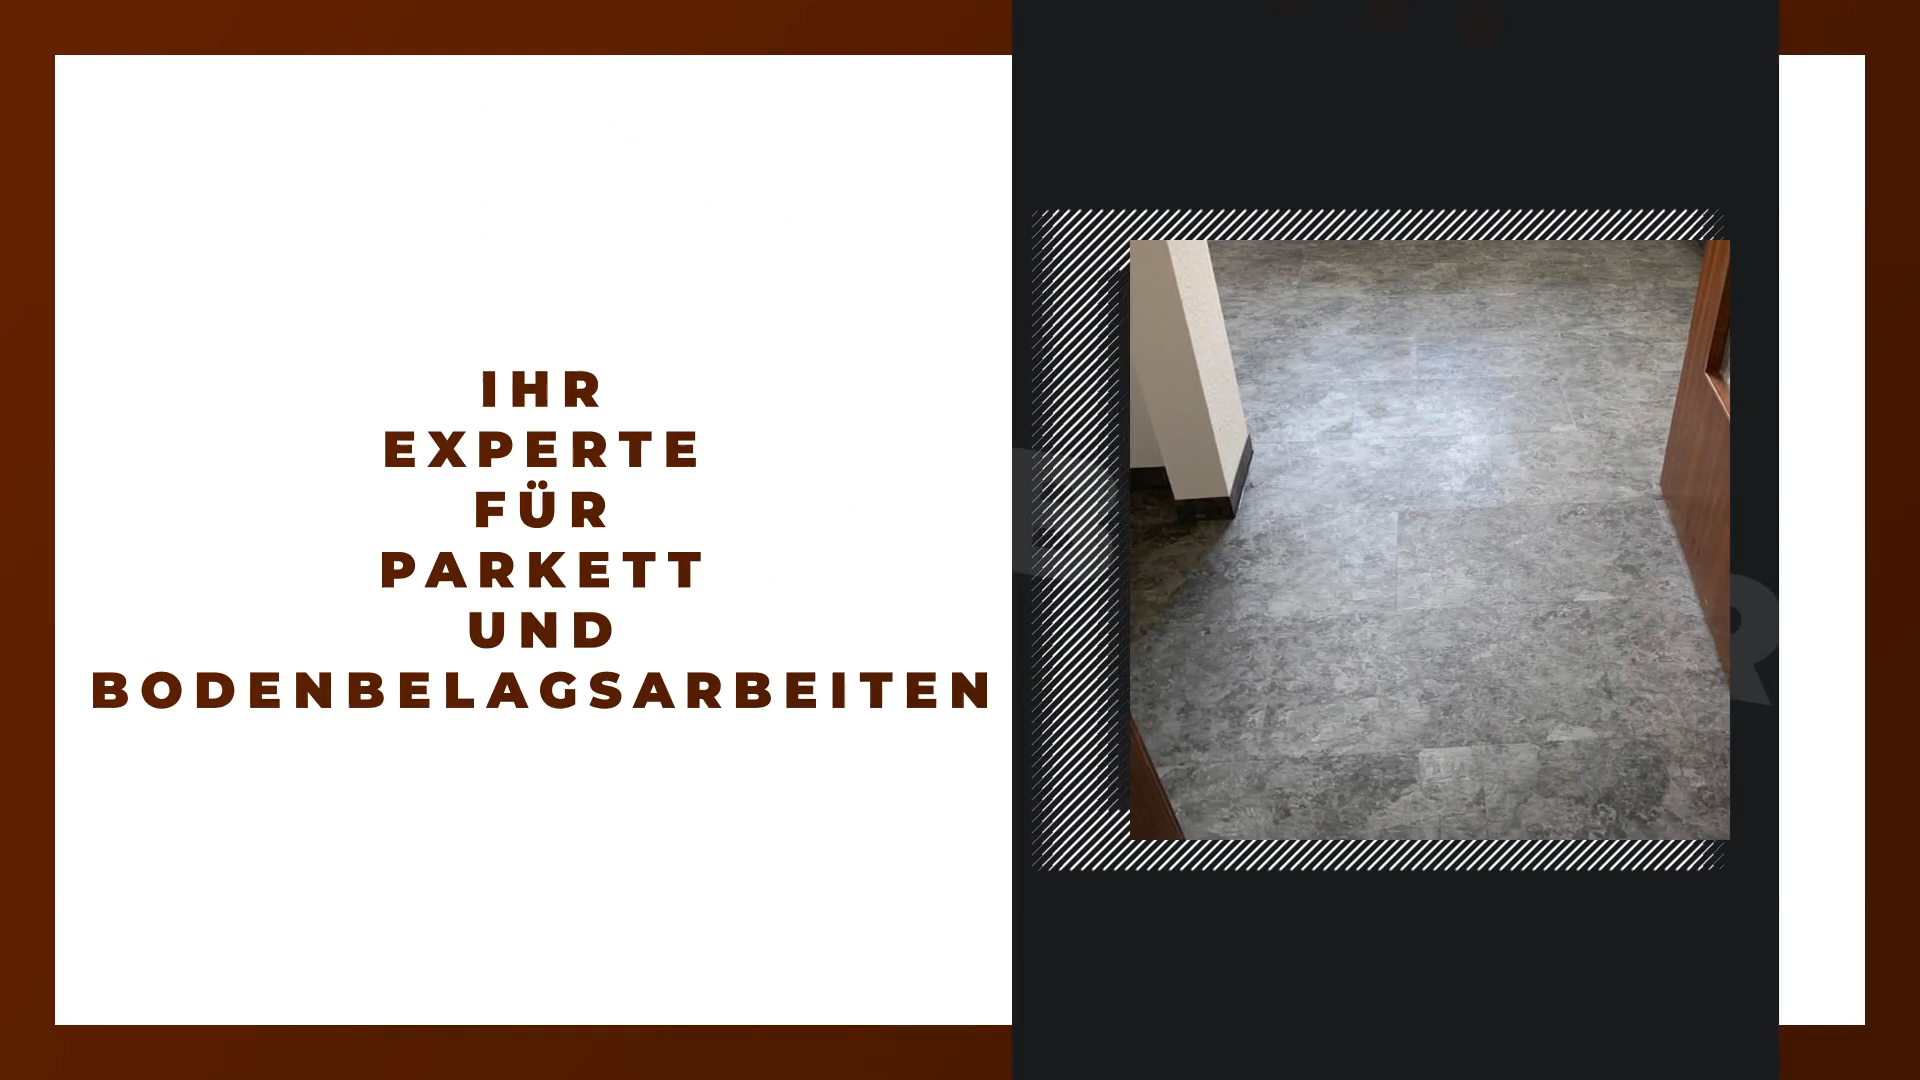 IHR
EXPERTE
FÜR
PARKETT
UND
BODENBELAGSARBEITEN